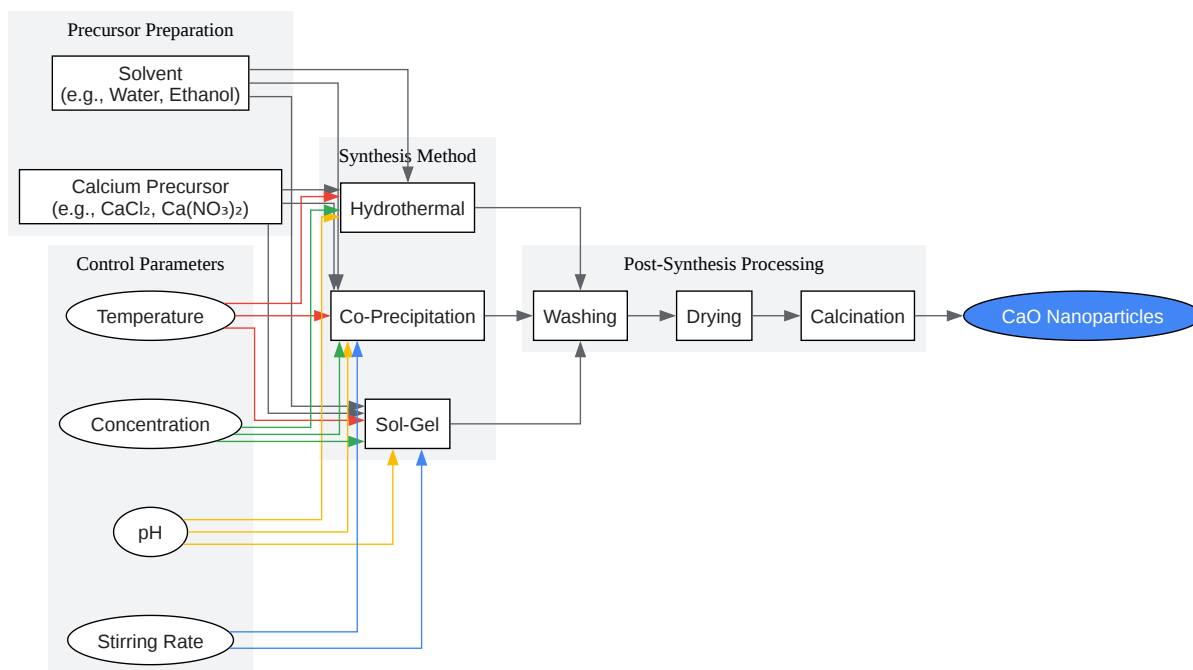 Precursor Preparation
Solvent
(e.g., Water, Ethanol)
Calcium Precursor
(e.g., CaCl₂, Ca(NO₃)₂)
Synthesis Method
Hydrothermal
Co-Precipitation
Sol-Gel
Control Parameters
Temperature
Concentration
pH
Stirring Rate
Post-Synthesis Processing
Washing
Drying
Calcination
CaO Nanoparticles